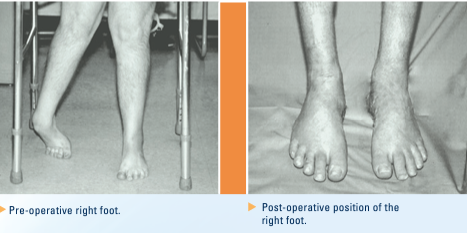 Pre-operative right foot.
Post-operative position of the
right foot.